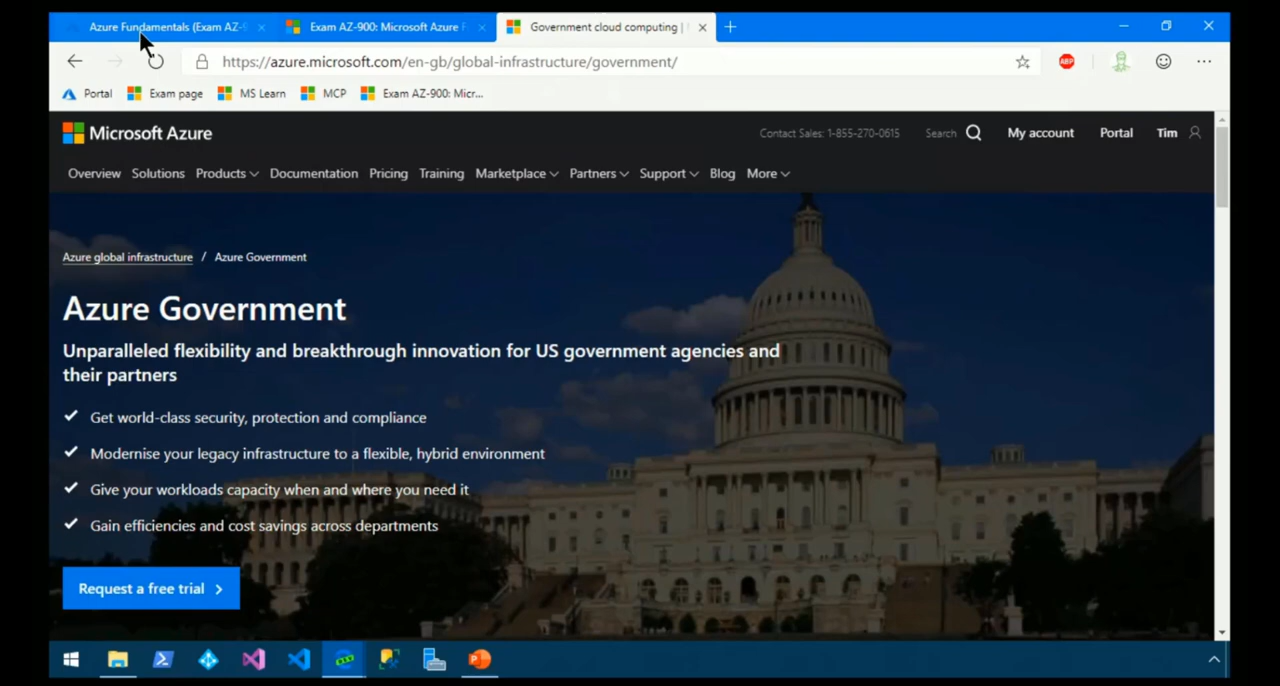 Azure Fundamentals (Exam AZ-9
Exam AZ-900: Microsoft Azure F
Government cloud computing |
https://azure.microsoft.com/en-gb/global-infrastructure/government/
ABP
Portal
Exam page
MS Learn
MCP
Exam AZ-900: Micr...
Microsoft Azure
Contact Sales: 1-855-270-0615
Search
My account
Portal
Tim
Overview
Solutions
Products
Documentation
Pricing
Training
Marketplace
Partners
Support
Blog
More
Azure global infrastructure / Azure Government
Azure Government
Unparalleled flexibility and breakthrough innovation for US government agencies and
their partners
Get world-class security, protection and compliance
Modernise your legacy infrastructure to a flexible, hybrid environment
Give your workloads capacity when and where you need it
Gain efficiencies and cost savings across departments
Request a free trial